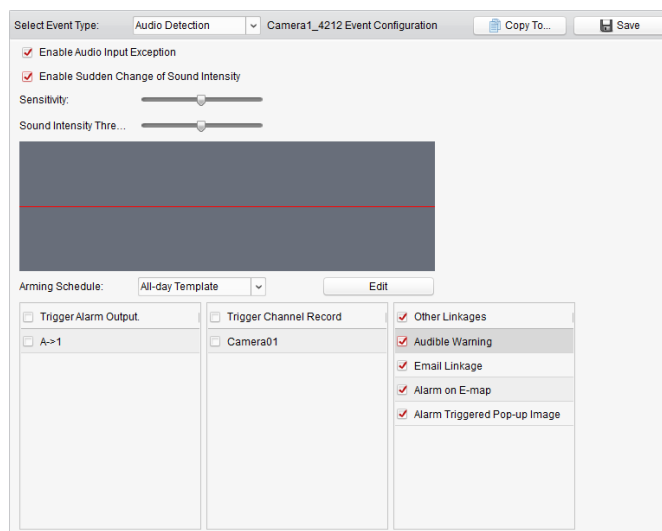 Select Event Type: Audio Detection Camera1_4212 Event Configuration Copy To... Save
Enable Audio Input Exception
Enable Sudden Change of Sound Intensity
Sensitivity:
Sound Intensity Thre...
Arming Schedule: All-day Template Edit
Trigger Alarm Output. Trigger Channel Record Other Linkages
A->1 Camera01 Audible Warning
Email Linkage
Alarm on E-map
Alarm Triggered Pop-up Image